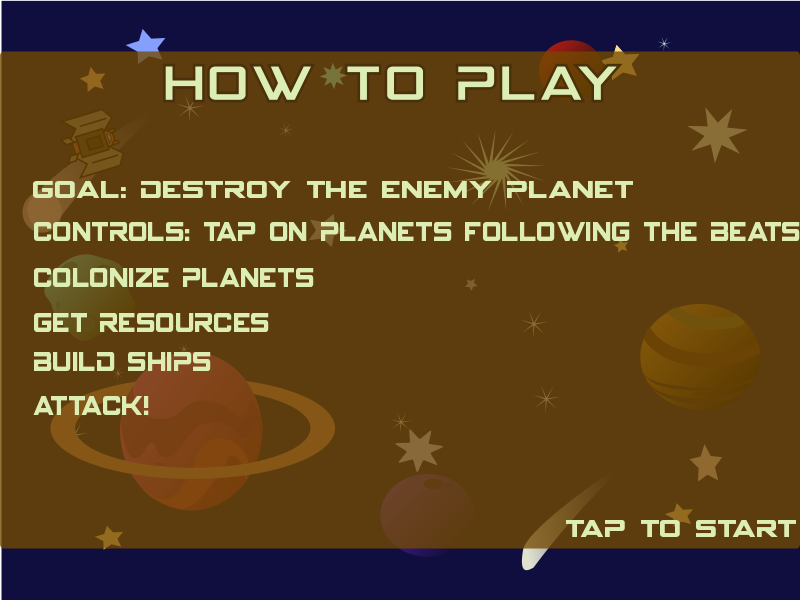 HOW TO PLAY
GOAL: DESTROY THE ENEMY PLANET
CONTROLS: TAP ON PLANETS FOLLOWING THE BEATS
COLONIZE PLANETS
GET RESOURCES
BUILD SHIPS
ATTACK!
TAP TO START